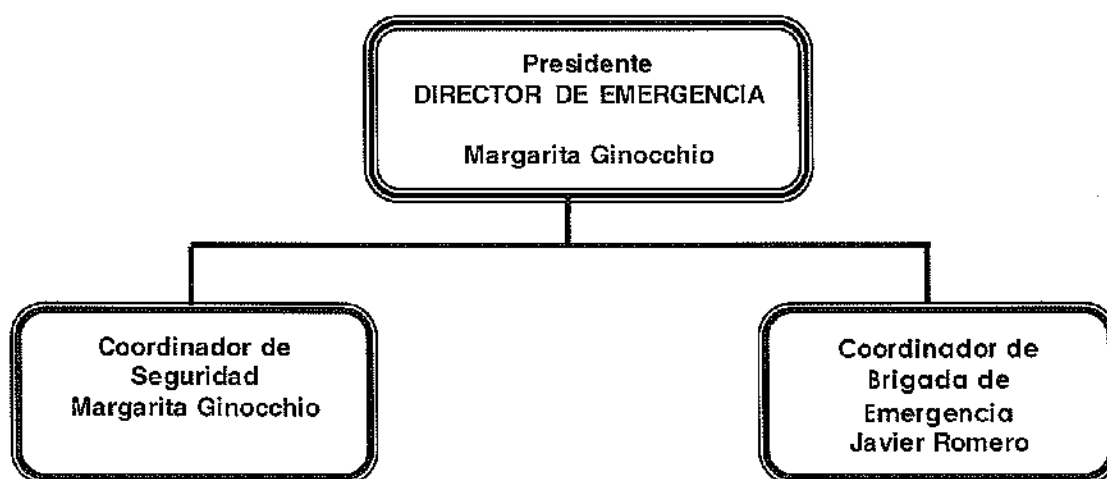 Presidente
DIRECTOR DE EMERGENCIA
Margarita Ginocchio
Coordinador de
Seguridad
Margarita Ginocchio
Coordinador de
Brigada de
Emergencia
Javier Romero